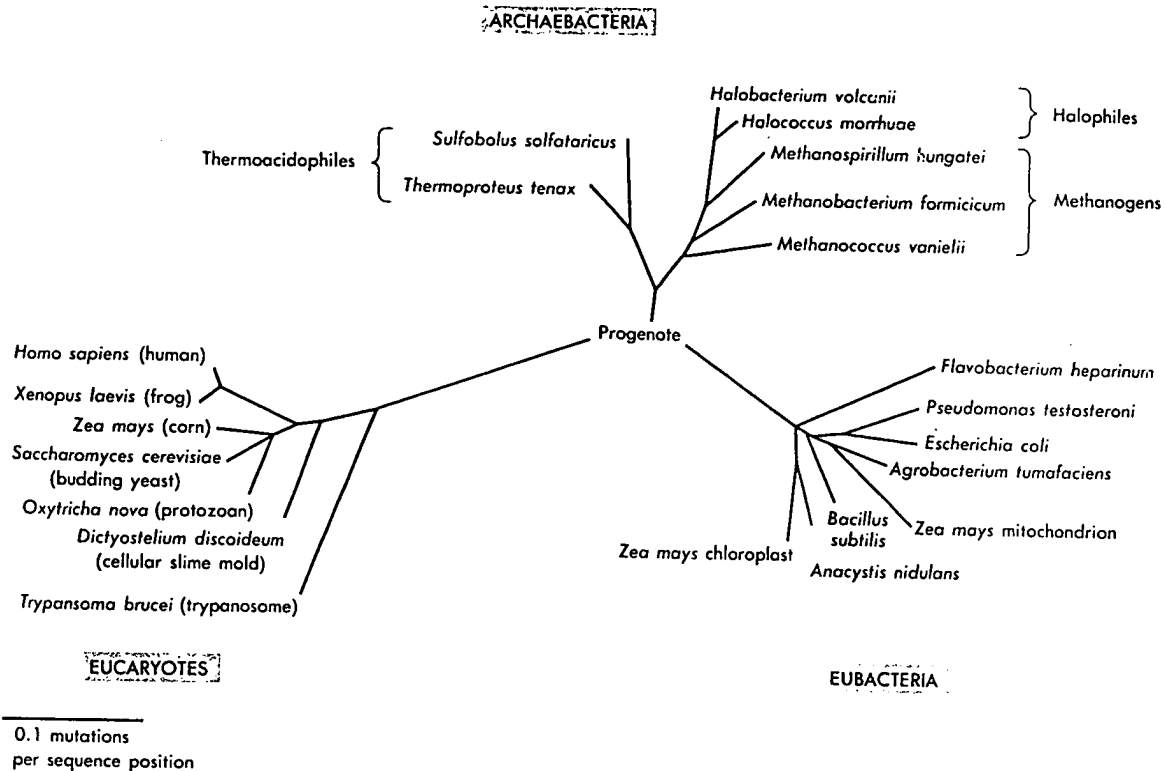 ARCHAEBACTERIA
Halobacterium volcanii
Halococcus morrhuae
Halophiles
Sulfobolus solfataricus
Thermoacidophiles
Thermoproteus tenax
Methanospirillum hungatei
Methanobacterium formicicum
Methanogens
Methanococcus vanielii
Progenote
Homo sapiens (human)
Xenopus laevis (frog)
Zea mays (corn)
Saccharomyces cerevisiae
(budding yeast)
Oxytricha nova (protozoan)
Dictyostelium discoideum
(cellular slime mold)
Trypansoma brucei (trypanosome)
EUCARYOTES
Flavobacterium heparinum
Pseudomonas testosteroni
Escherichia coli
Agrobacterium tumafaciens
Bacillus
subtilis
Zea mays mitochondrion
Zea mays chloroplast
Anacystis nidulans
EUBACTERIA
0.1 mutations
per sequence position